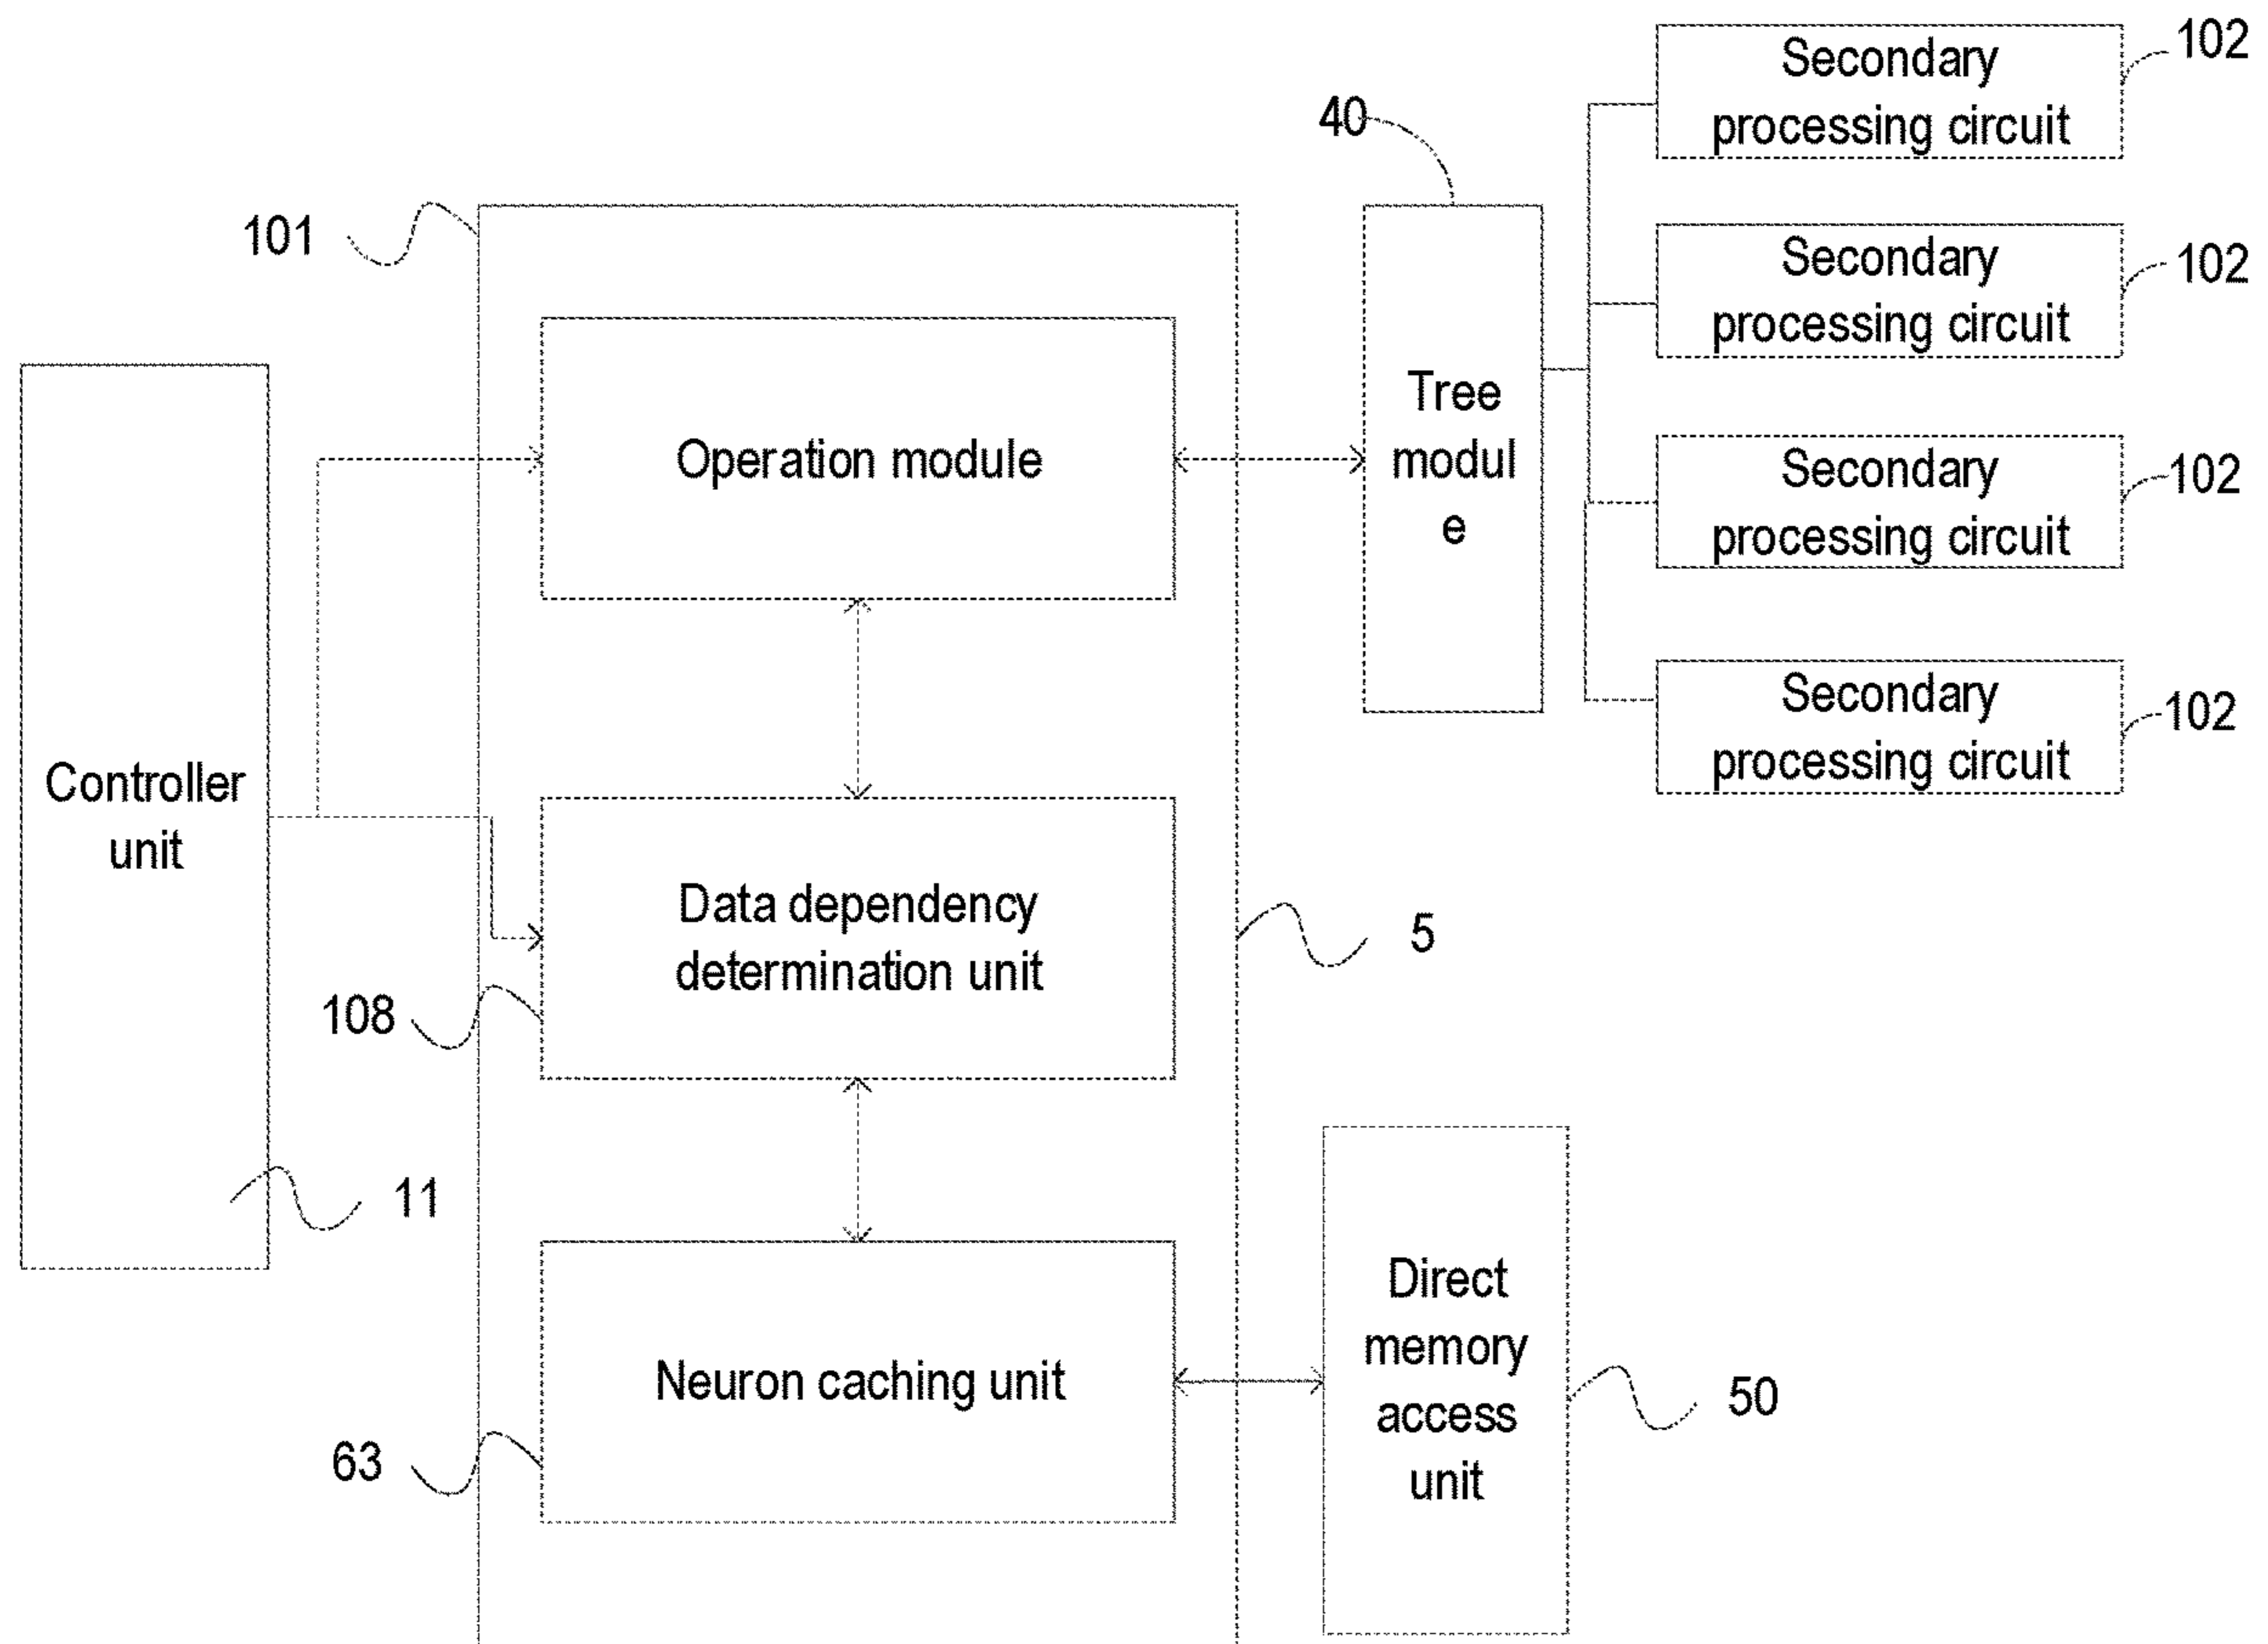 Secondary
processing circuit
102
40
Secondary
processing circuit
102
101
Tree
modul
e
Operation module
Secondary
processing circuit
102
Secondary
processing circuit
102
Controller
unit
Data dependency
determination unit
5
108
11
Direct
memory
access
unit
Neuron caching unit
50
63